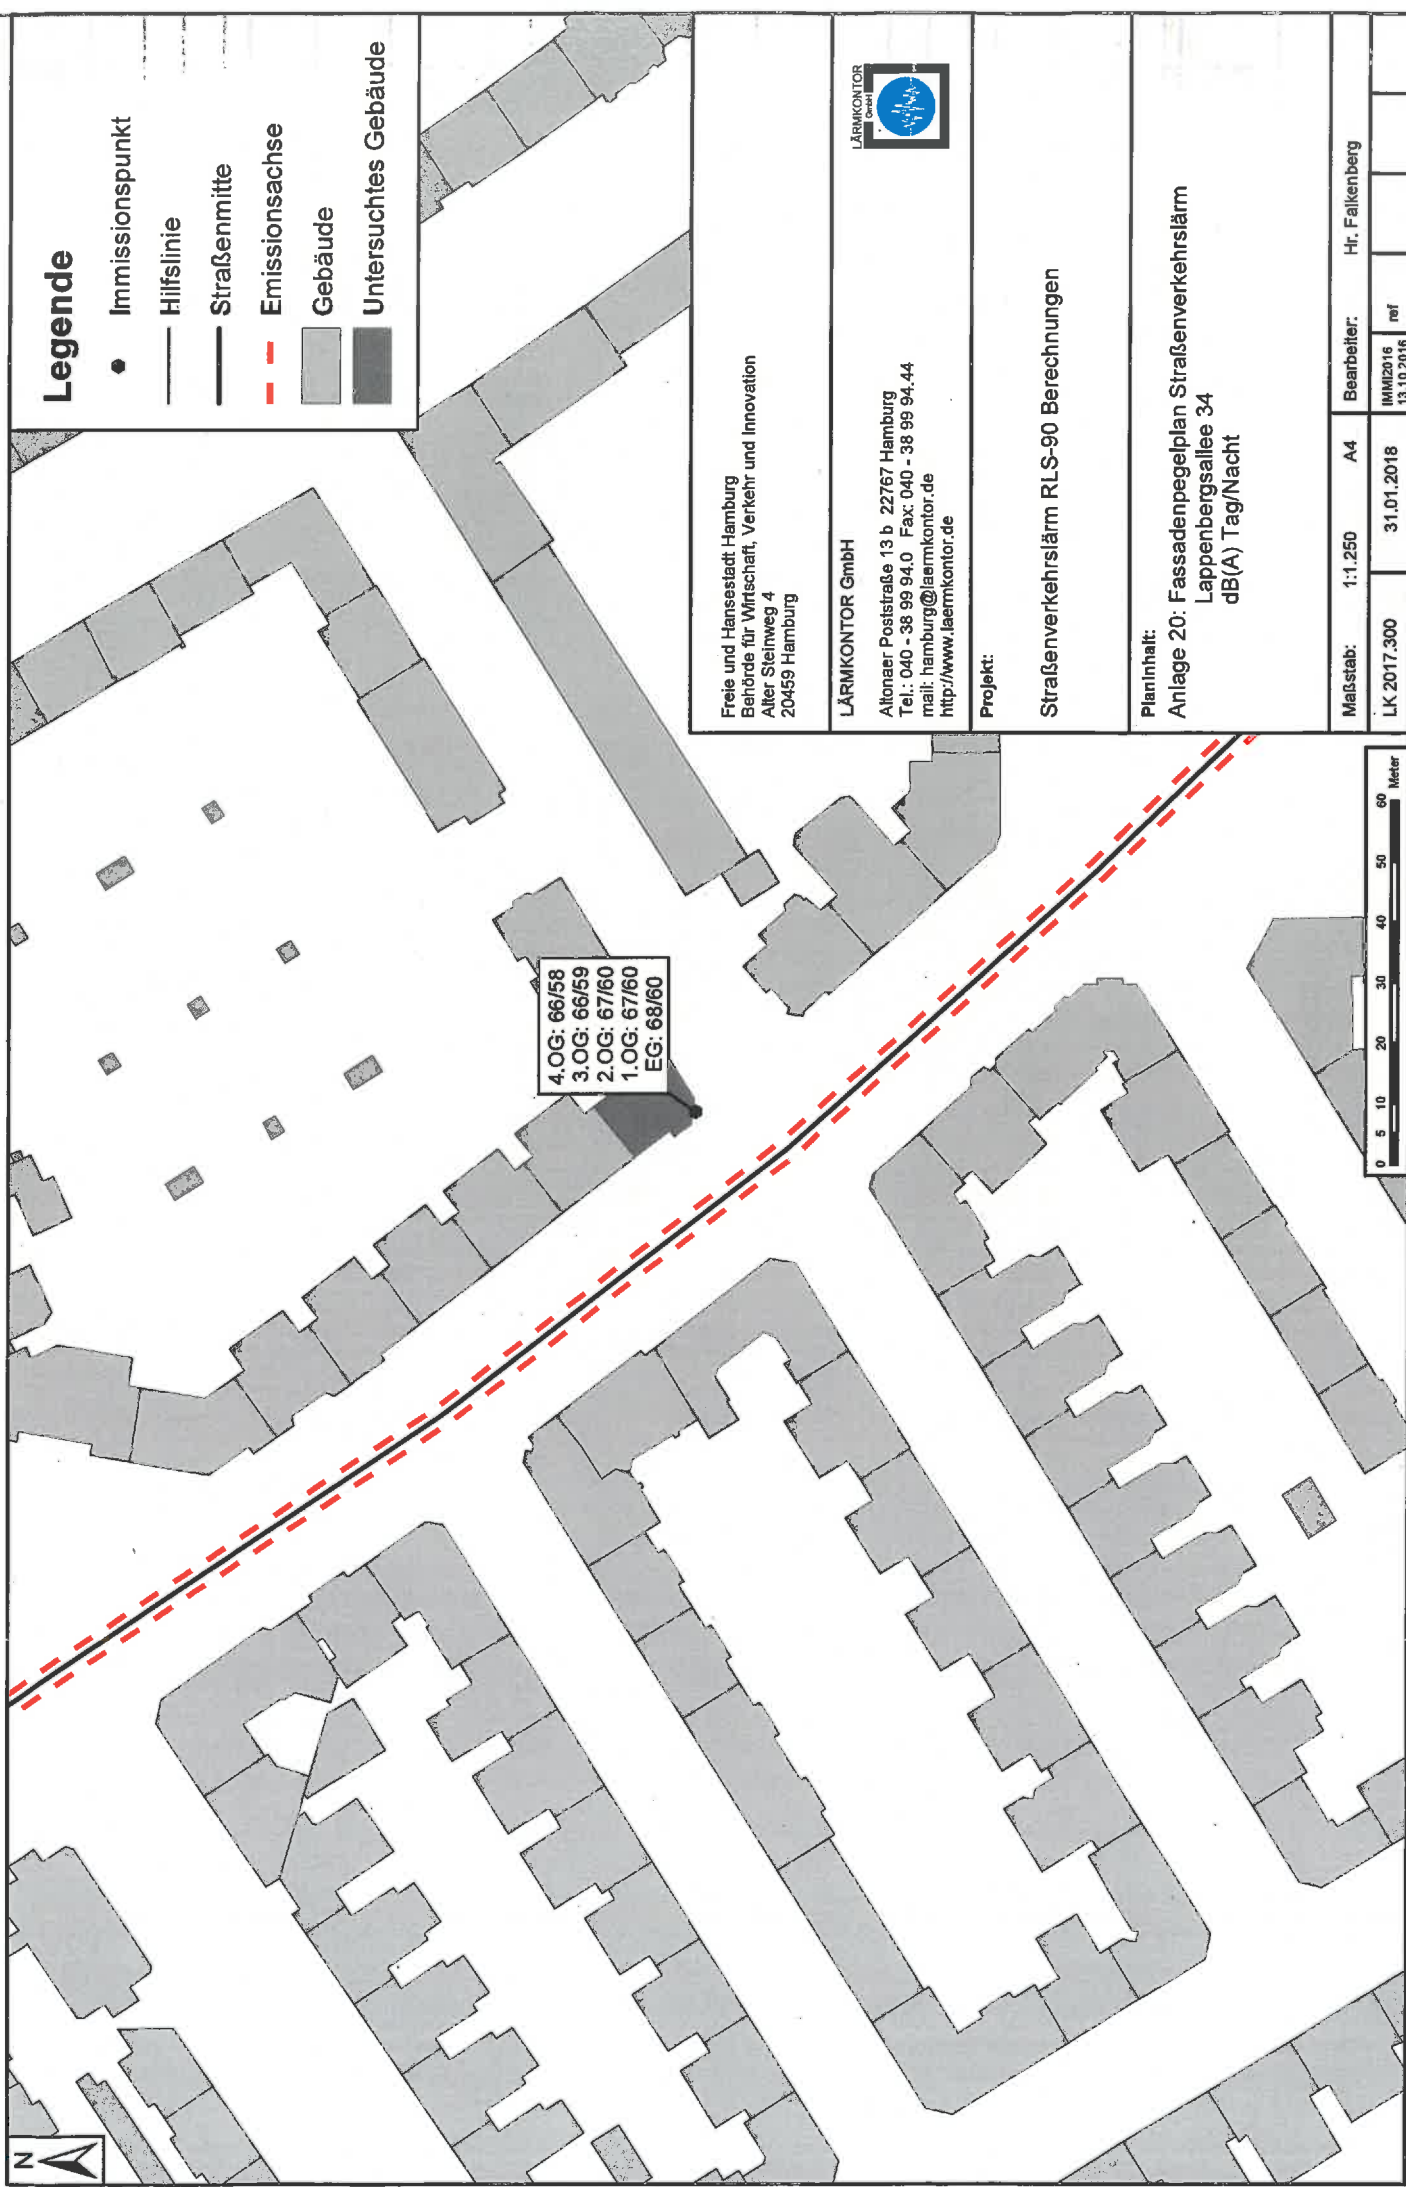 Legende
Immissionspunkt
Hilfslinie
Straßenmitte
Emissionsachse
Gebäude
Untersuchtes Gebäude
N
4.OG: 66/58
3.OG: 66/59
2.OG: 67/60
1.OG: 67/60
EG: 68/60
Freie und Hansestadt Hamburg
Behörde für Wirtschaft, Verkehr und Innovation
Alter Steinweg 4
20459 Hamburg
LÄRMKONTOR
GmbH
LÄRMKONTOR GmbH
Altonaer Poststraße 13 b 22767 Hamburg
Tel.: 040 - 38 99 94.0 Fax: 040 - 38 99 94.44
mail: hamburg@laermkontor.de
http://www.laermkontor.de
Projekt:
Straßenverkehrslärm RLS-90 Berechnungen
Planinhalt:
Anlage 20: Fassadenpegelplan Straßenverkehrslärm
Lappenbergsallee 34
dB(A) Tag/Nacht
Maßstab: 1:1.250 A4 Bearbeiter: Hr. Falkenberg
LK 2017.300 31.01.2018 IMMI2016 ref
13.10.2016
0 5 10 20 30 40 50 60
Meter